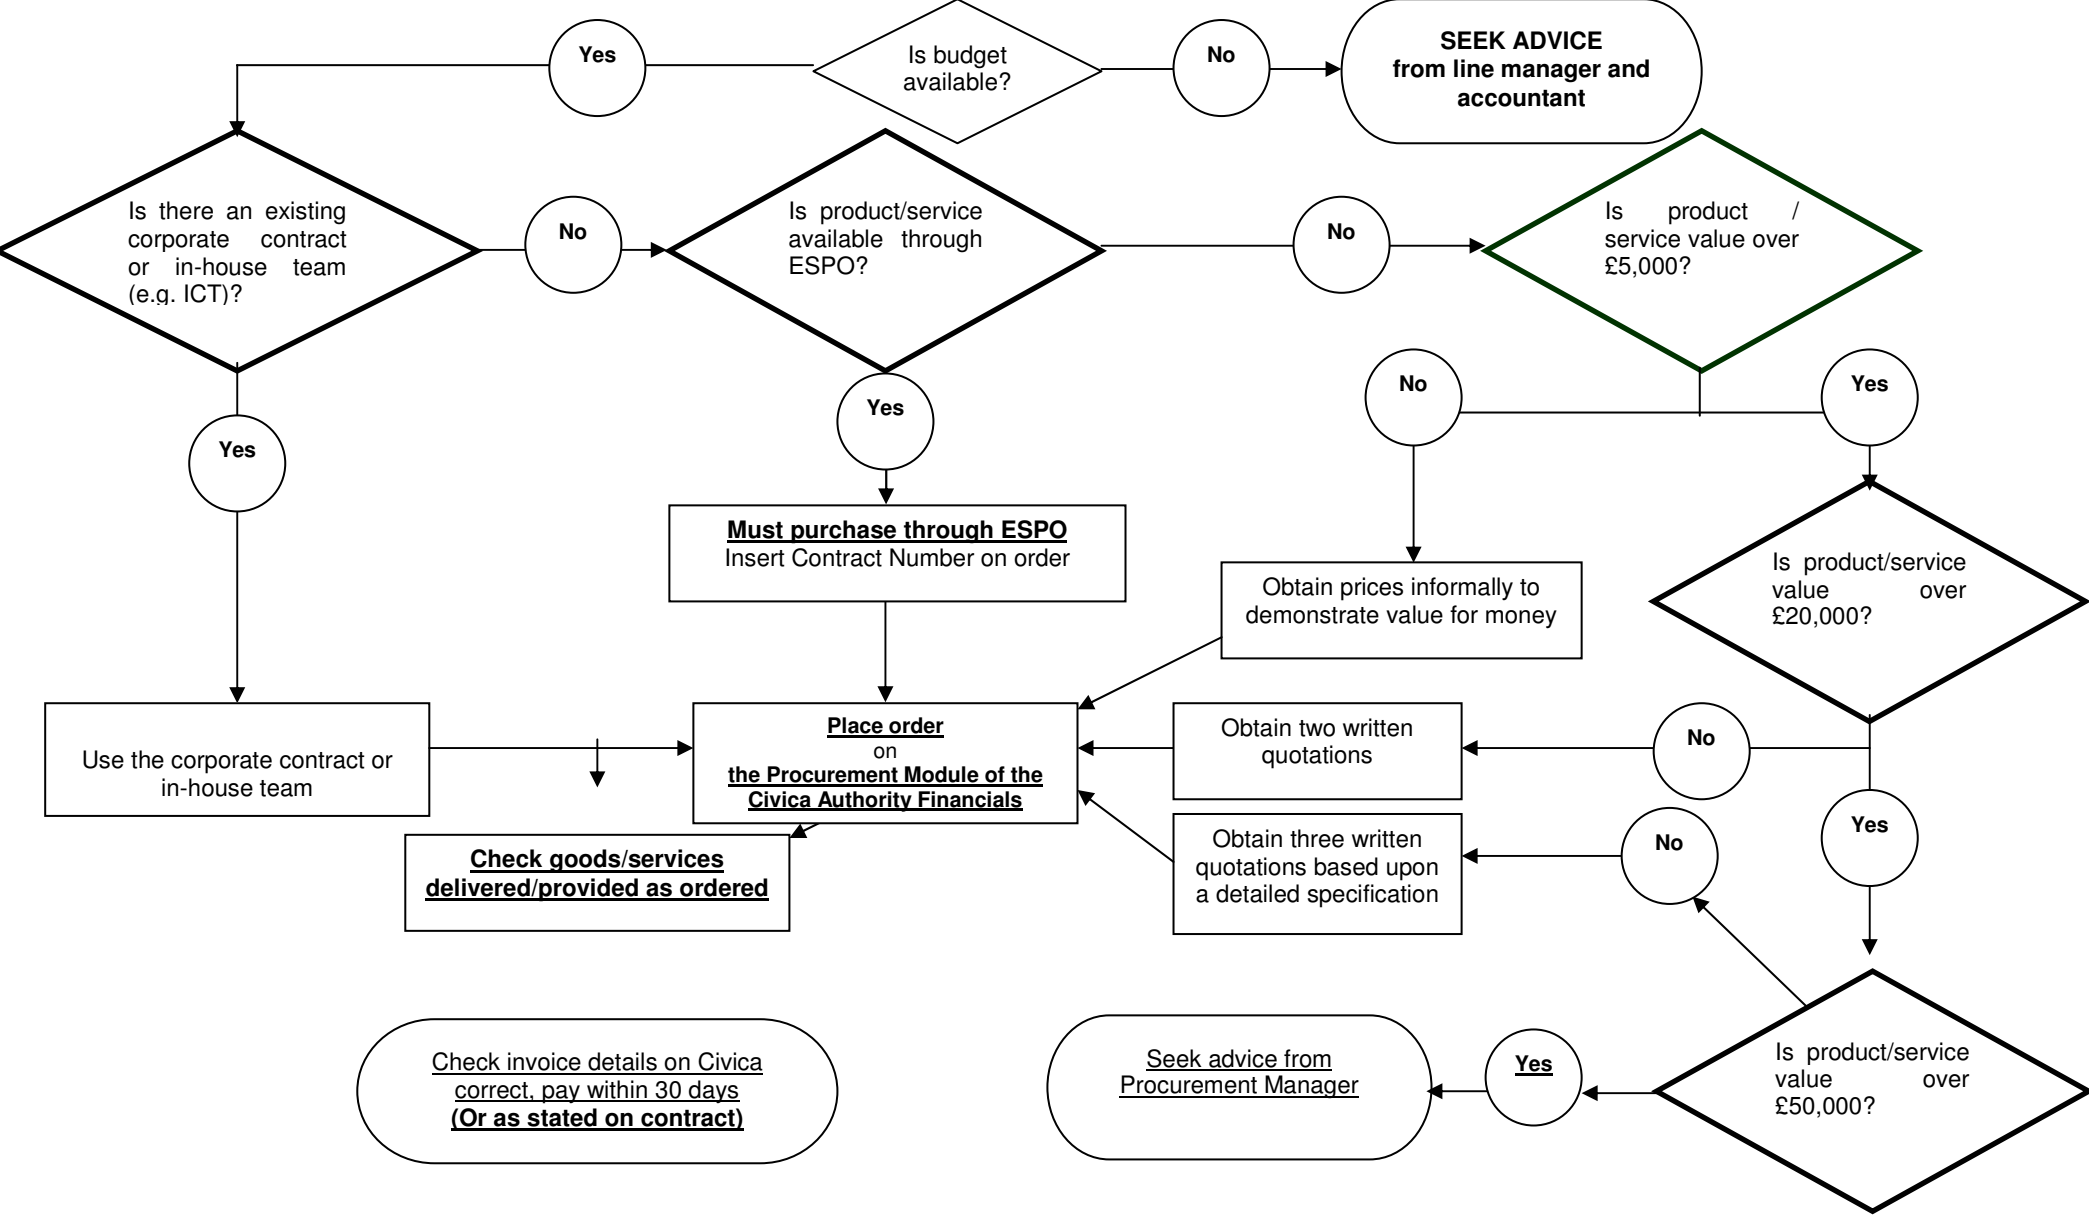 Yes
Is budget
available?
No
SEEK ADVICE
from line manager and
accountant
Is there an existing
corporate contract
or in-house team
(e.g. ICT)?
No
Is product/service
available through
ESPO?
No
Is product /
service value over
£5,000?
Yes
Yes
No
Yes
Must purchase through ESPO
Insert Contract Number on order
Obtain prices informally to
demonstrate value for money
Is product/service
value over
£20,000?
Use the corporate contract or
in-house team
Place order
on
the Procurement Module of the
Civica Authority Financials
Obtain two written
quotations
No
Yes
Check goods/services
delivered/provided as ordered
Obtain three written
quotations based upon
a detailed specification
No
Check invoice details on Civica
correct, pay within 30 days
(Or as stated on contract)
Seek advice from
Procurement Manager
Yes
Is product/service
value over
£50,000?